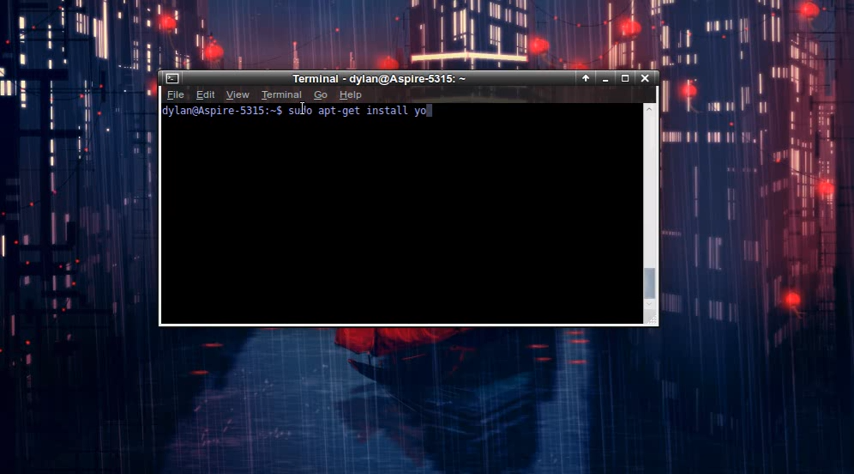 Terminal - dylan@Aspire-5315: ~
File Edit View Terminal Go Help
dylan@Aspire-5315:~$ sudo apt-get install yo